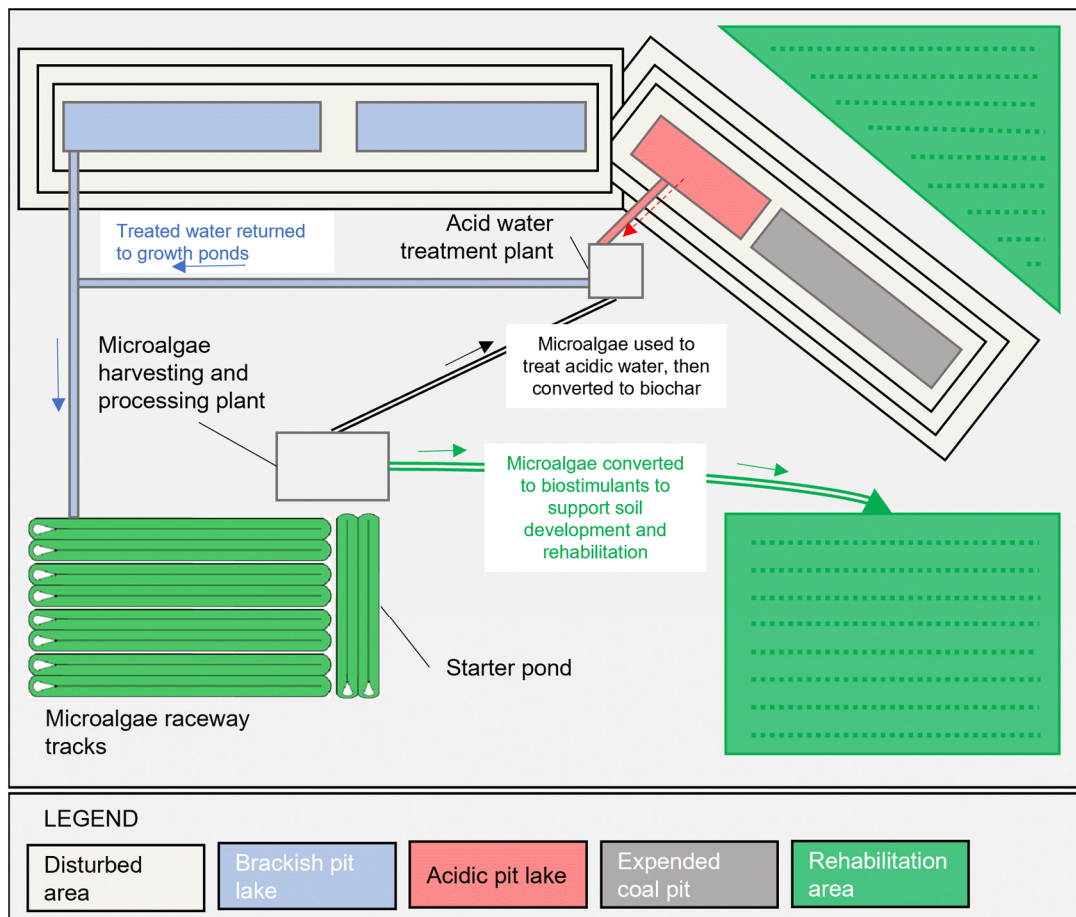 Treated water returned
to growth ponds
Acid water
treatment plant
Microalgae
harvesting and
processing plant
Microalgae used to
treat acidic water, then
converted to biochar
Microalgae converted
to biostimulants to
support soil
development and
rehabilitation
Starter pond
Microalgae raceway
tracks
LEGEND
Disturbed
area
Brackish pit
lake
Acidic pit lake
Expended
coal pit
Rehabilitation
area